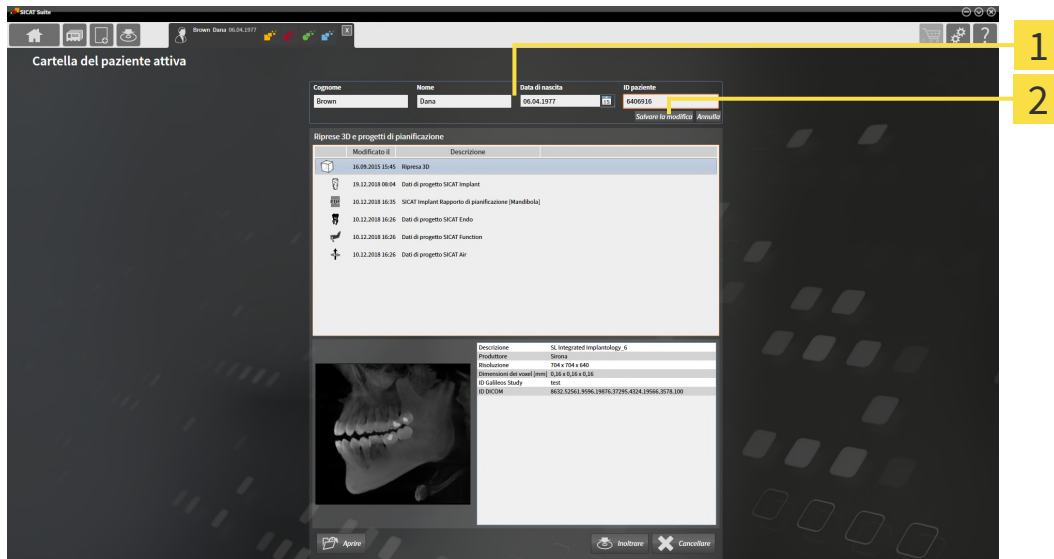 SICAT Suite
Brown Dana 06.04.1977 X
?
Cartella del paziente attiva
1
2
Cognome Nome Data di nascita ID paziente
Brown Dana 06.04.1977 15 6406916
Salvare la modifica Annulla
Riprese 3D e progetti di pianificazione
Modificato il Descrizione
16.09.2015 15:45 Ripresa 3D
19.12.2018 08:04 Dati di progetto SICAT Implant
PDF 10.12.2018 16:35 SICAT Implant Rapporto di pianificazione [Mandibola]
10.12.2018 16:26 Dati di progetto SICAT Endo
10.12.2018 16:26 Dati di progetto SICAT Function
10.12.2018 16:26 Dati di progetto SICAT Air
Descrizione SL Integrated Implantology_6
Produttore Sirona
Risoluzione 704 x 704 x 640
Dimensioni dei voxel [mm] 0,16 x 0,16 x 0,16
ID Galileos Study test
ID DICOM 8632.52561.9596.19876.37295.4324.19566.3578.100
Aprire Inoltrare Cancellare